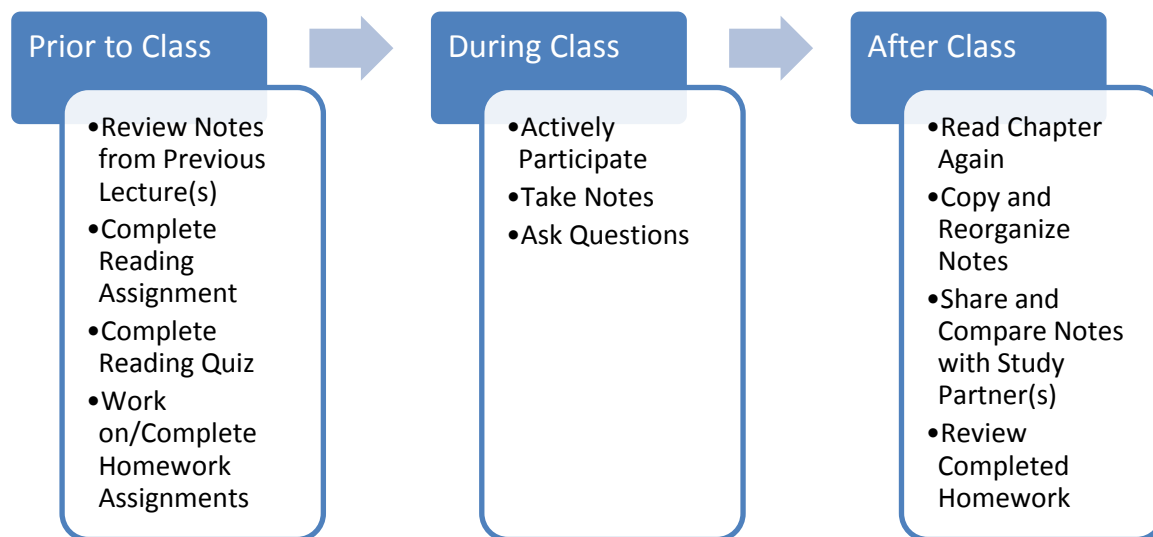 Prior to Class
•Review Notes
from Previous
Lecture(s)
•Complete
Reading
Assignment
•Complete
Reading Quiz
•Work
on/Complete
Homework
Assignments
During Class
•Actively
Participate
•Take Notes
•Ask Questions
After Class
•Read Chapter
Again
•Copy and
Reorganize
Notes
•Share and
Compare Notes
with Study
Partner(s)
•Review
Completed
Homework